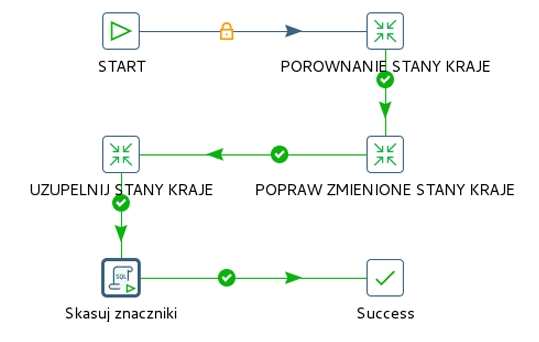 START
POROWNANIE STANY KRAJE
UZUPELNIJ STANY KRAJE
POPRAW ZMIENIONE STANY KRAJE
SQL
Skasuj znaczniki
Success